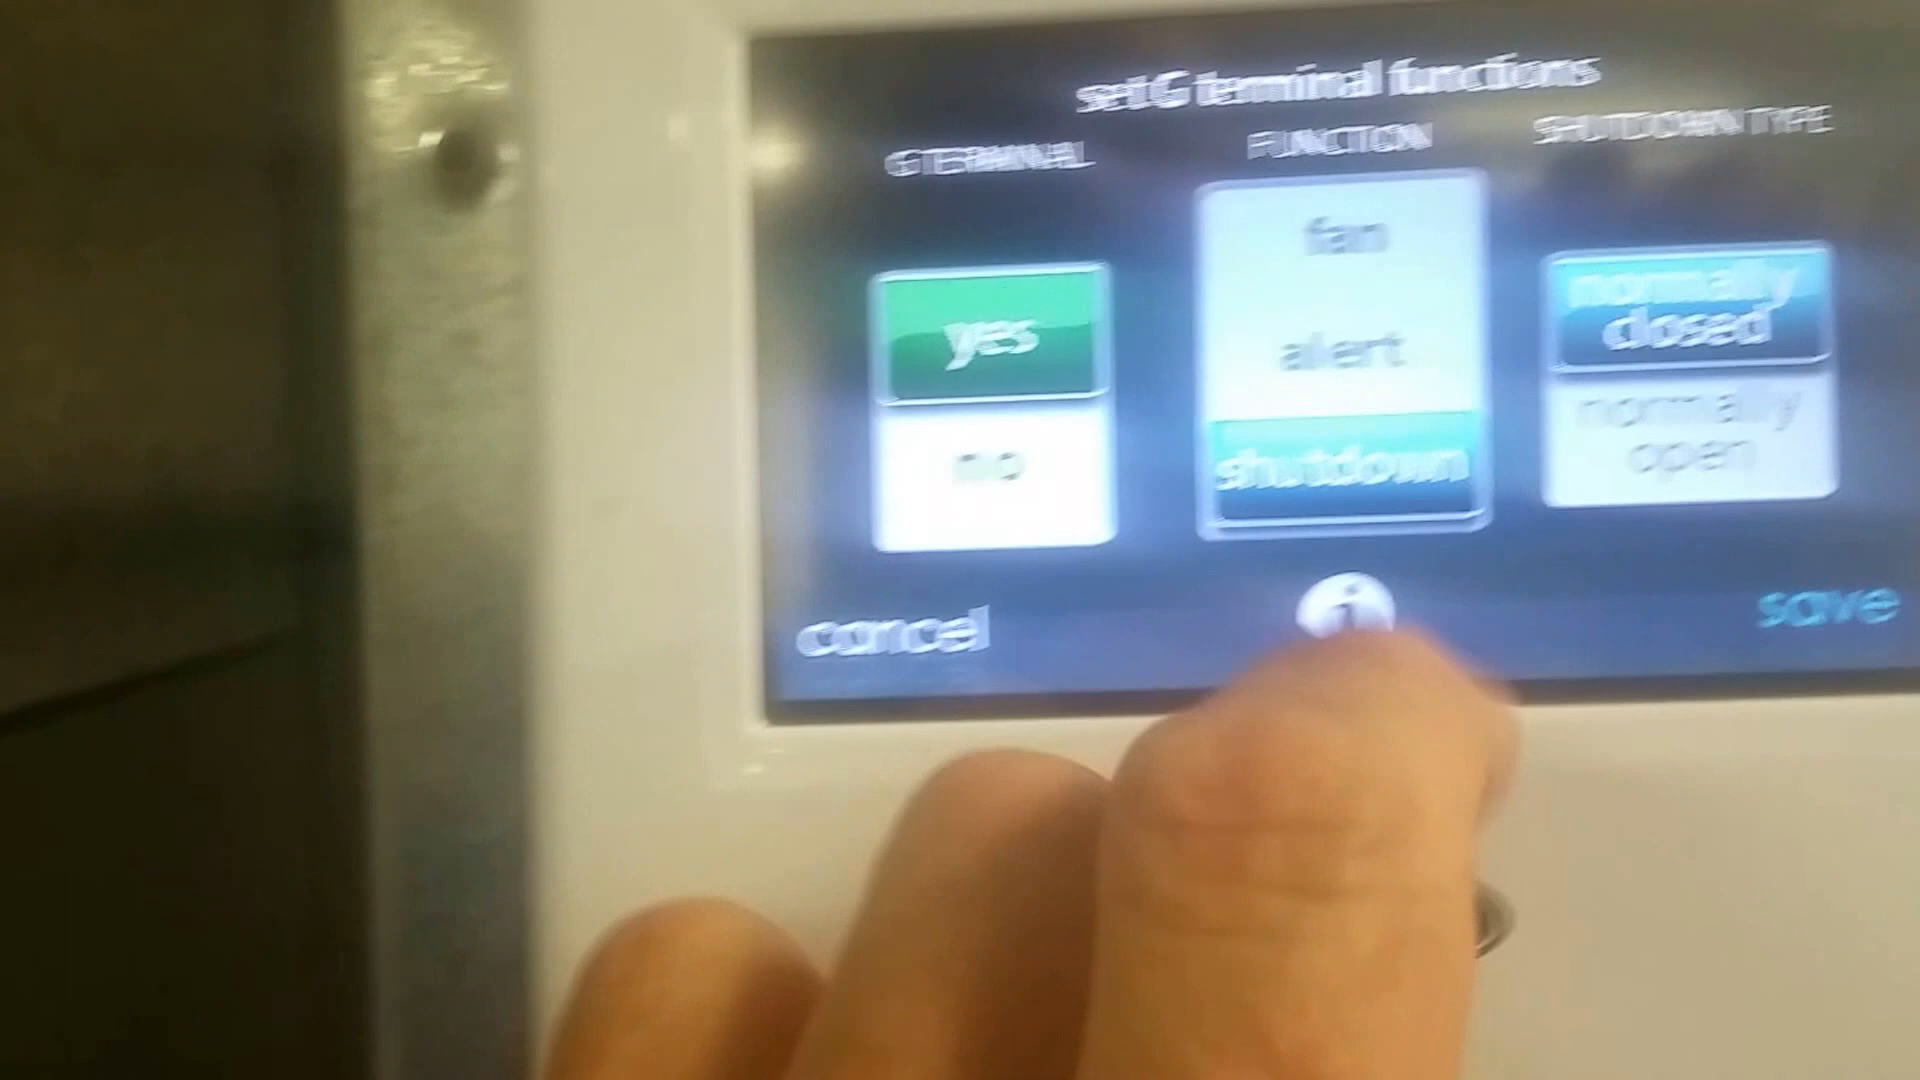 set G terminal functions
G TERMINAL
FUNCTION
SHUTDOWN TYPE
yes
no
fan
alert
shutdown
normally
closed
normally
open
cancel
i
save